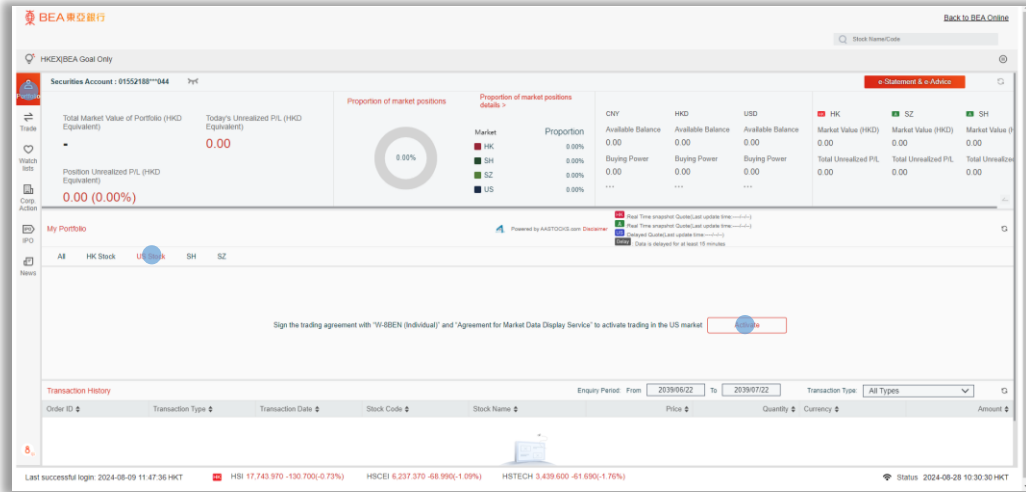 BEA東亞銀行
Back to BEA Online
Stock Name/Code
HKEX|BEA Goal Only
Securities Account : 01552188***044
e-Statement & e-Advice
Portfolio
Trade
Watch lists
Corp. Action
IPO
News
Total Market Value of Portfolio (HKD Equivalent)
-
Today's Unrealized P/L (HKD Equivalent)
0.00
Position Unrealized P/L (HKD Equivalent)
0.00 (0.00%)
Proportion of market positions
0.00%
Proportion of market positions details >
Market Proportion
HK 0.00%
SH 0.00%
SZ 0.00%
US 0.00%
CNY HKD USD
Available Balance Available Balance Available Balance
0.00 0.00 0.00
Buying Power Buying Power Buying Power
0.00 0.00 0.00
... ... ...
HK SZ SH
Market Value (HKD) Market Value (HKD) Market Value (H
0.00 0.00 0.00
Total Unrealized P/L Total Unrealized P/L Total Unrealized
0.00 0.00 0.00
My Portfolio
Powered by AASTOCKS.com Disclaimer
Real Time snapshot Quote(Last update time:---/-/--)
Real Time snapshot Quote(Last update time:---/-/--)
Delayed Quote(Last update time:---/-/--)
Delay Data is delayed for at least 15 minutes
All HK Stock US Stock SH SZ
Sign the trading agreement with "W-8BEN (Individual)" and "Agreement for Market Data Display Service" to activate trading in the US market Activate
Transaction History
Enquiry Period: From 2039/06/22 To 2039/07/22 Transaction Type: All Types
Order ID Transaction Type Transaction Date Stock Code Stock Name Price Quantity Currency Amount
Last successful login: 2024-08-09 11:47:36 HKT HK HSI 17,743.970 -130.700(-0.73%) HSCEI 6,237.370 -68.990(-1.09%) HSTECH 3,439.600 -61.690(-1.76%) Status 2024-08-28 10:30:30 HKT